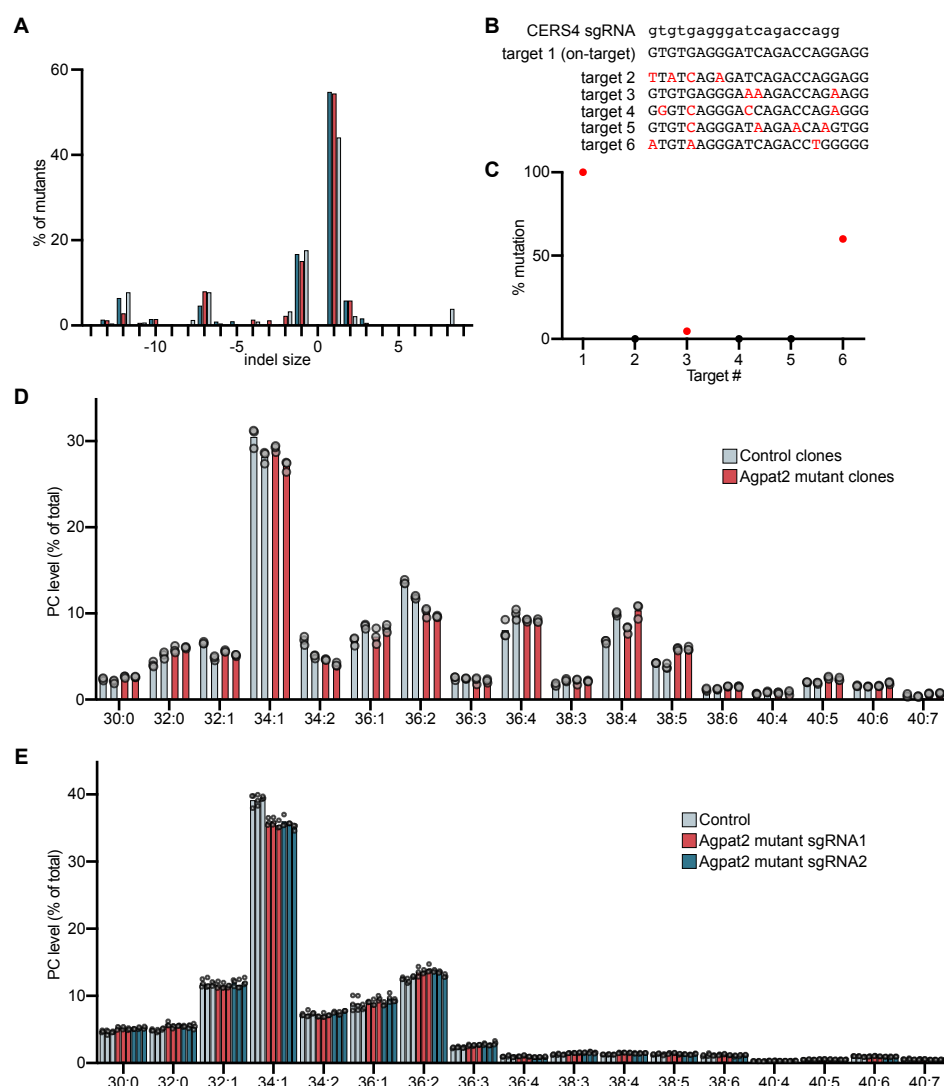 A
60
40
20
0
% of mutants
-10
-5
0
5
indel size
B
CERS4 sgRNA gtgtgagggatcagaccagg
target 1 (on-target) GTGTGAGGGATCAGACCAGGAGG
target 2 TTATCAGAGATCAGACCAGGAGG
target 3 GTGTGAGGGAAAAGACCAGAAGG
target 4 GGGTCAGGGACCAGACCAGAGGG
target 5 GTGTCAGGGATAAGAACAAGTGG
target 6 ATGTAAGGGATCAGACCTGGGGG
C
100
50
0
% mutation
1 2 3 4 5 6
Target #
D
30
20
10
0
PC level (% of total)
Control clones
Agpat2 mutant clones
30:0 32:0 32:1 34:1 34:2 36:1 36:2 36:3 36:4 38:3 38:4 38:5 38:6 40:4 40:5 40:6 40:7
E
40
30
20
10
0
PC level (% of total)
Control
Agpat2 mutant sgRNA1
Agpat2 mutant sgRNA2
30:0 32:0 32:1 34:1 34:2 36:1 36:2 36:3 36:4 38:3 38:4 38:5 38:6 40:4 40:5 40:6 40:7